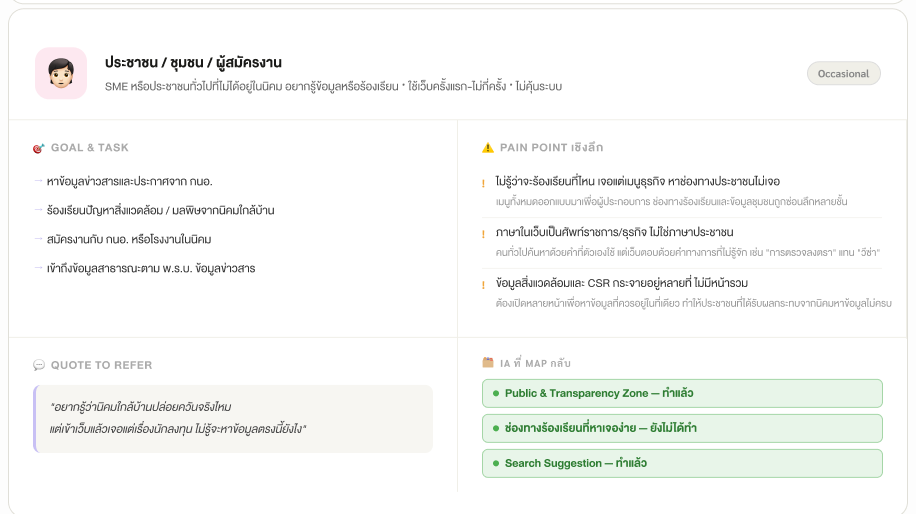 ประชาชน / ชุมชน / ผู้สมัครงาน
SME หรือประชาชนทั่วไปที่ไม่ได้อยู่ในนิคม อยากรู้ข้อมูลหรือร้องเรียน * ใช้เว็บครั้งแรก-ไม่กี่ครั้ง * ไม่คุ้นระบบ
Occasional
GOAL & TASK
→ หาข้อมูลข่าวสารและประกาศจาก กนอ.
→ ร้องเรียนปัญหาสิ่งแวดล้อม / มลพิษจากนิคมใกล้บ้าน
→ สมัครงานกับ กนอ. หรือโรงงานในนิคม
→ เข้าถึงข้อมูลสาธารณะตาม พ.ร.บ. ข้อมูลข่าวสาร
PAIN POINT เชิงลึก
! ไม่รู้ว่าจะร้องเรียนที่ไหน เจอแต่เมนูธุรกิจ หาช่องทางประชาชนไม่เจอ
เมนูทั้งหมดออกแบบมาเพื่อผู้ประกอบการ ช่องทางร้องเรียนและข้อมูลชุมชนถูกซ่อนลึกหลายชั้น
! ภาษาในเว็บเป็นศัพท์ราชการ/ธุรกิจ ไม่ใช่ภาษาประชาชน
คนทั่วไปค้นหาด้วยคำที่ตัวเองใช้ แต่เว็บตอบด้วยคำทางการที่ไม่รู้จัก เช่น "การตรวจลงตรา" แทน "วีซ่า"
! ข้อมูลสิ่งแวดล้อมและ CSR กระจายอยู่หลายที่ ไม่มีหน้ารวม
ต้องเปิดหลายหน้าเพื่อหาข้อมูลที่ควรอยู่ในที่เดียว ทำให้ประชาชนที่ได้รับผลกระทบจากนิคมหาข้อมูลไม่ครบ
QUOTE TO REFER
"อยากรู้ว่านิคมใกล้บ้านปล่อยควันจริงไหม
แต่เข้าเว็บแล้วเจอแต่เรื่องนักลงทุน ไม่รู้จะหาข้อมูลตรงนี้ยังไง"
IA ที่ MAP กลับ
Public & Transparency Zone — ทำแล้ว
ช่องทางร้องเรียนที่หาเจอง่าย — ยังไม่ได้ทำ
Search Suggestion — ทำแล้ว